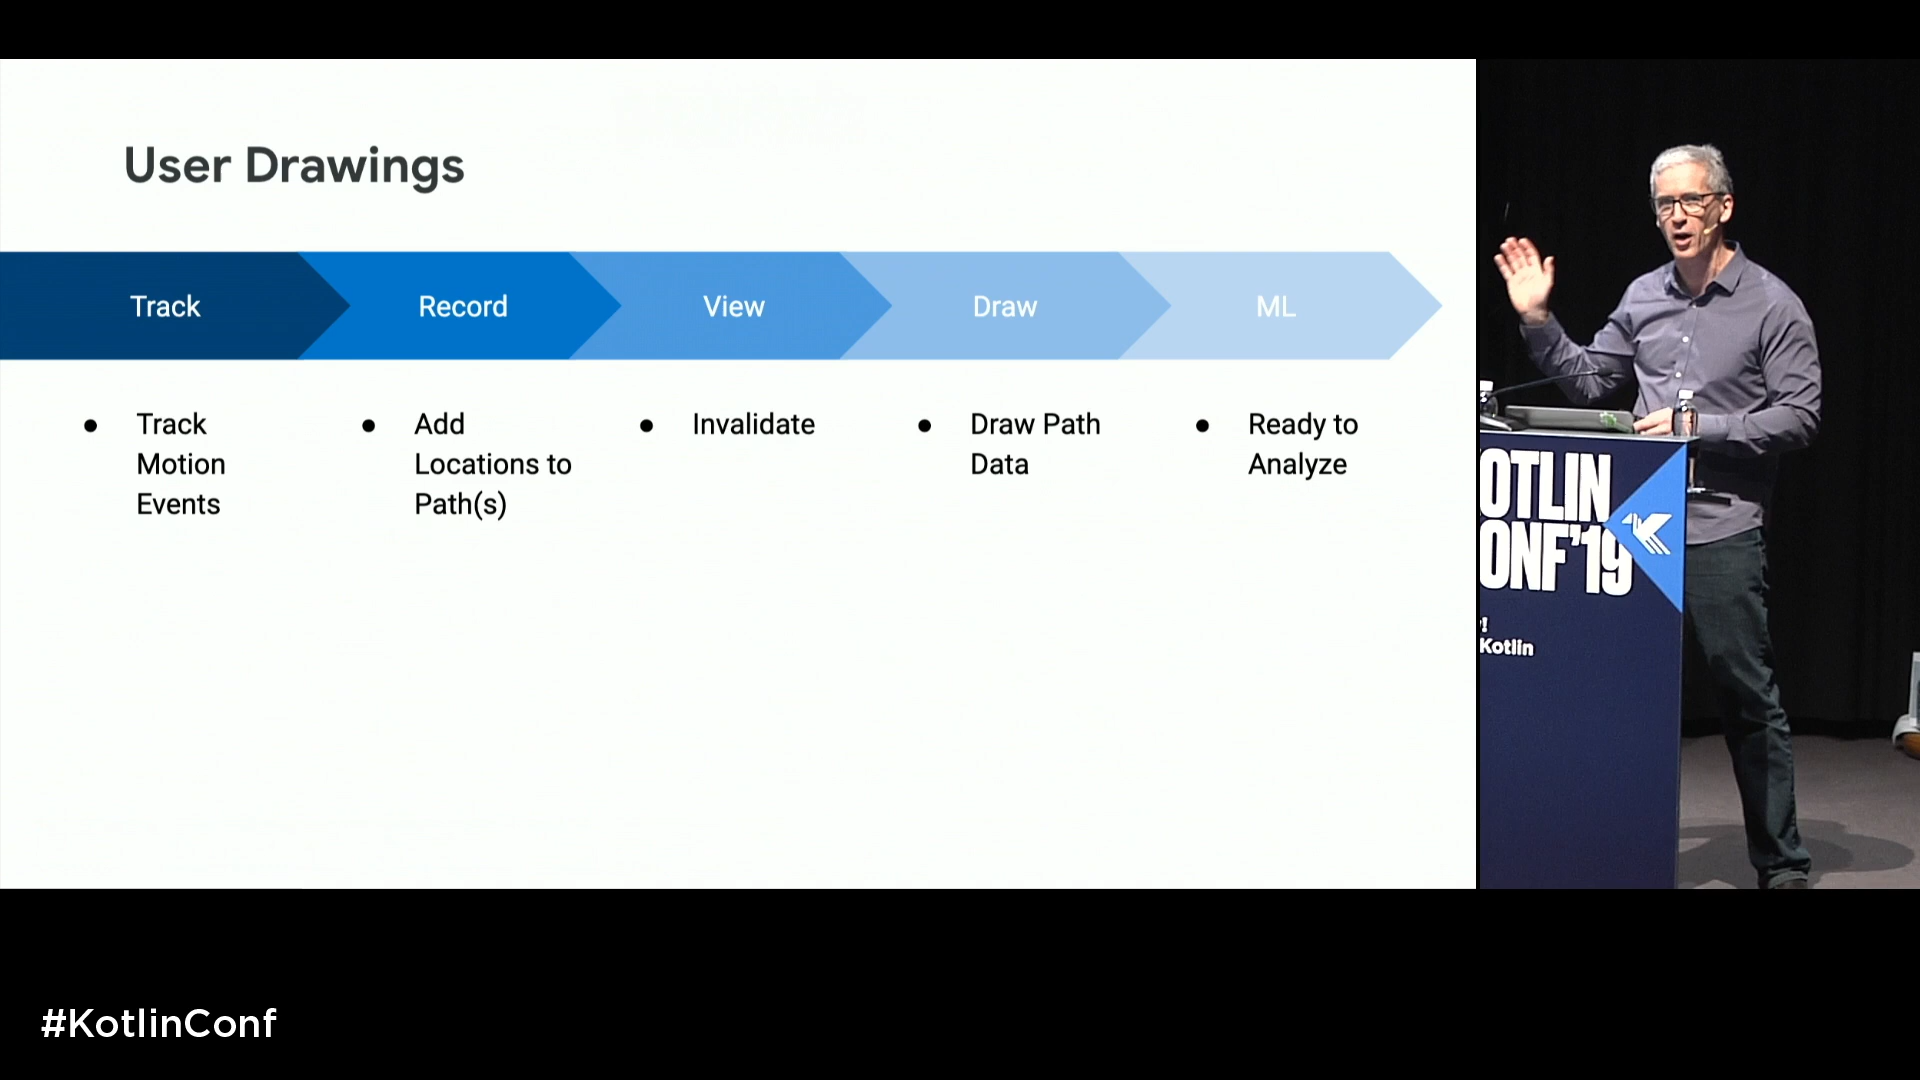 User Drawings
Track
Record
View
Draw
ML
● Track
Motion
Events
● Add
Locations to
Path(s)
● Invalidate
● Draw Path
Data
● Ready to
Analyze
OTLIN
ONF'19
!
Kotlin
#KotlinConf